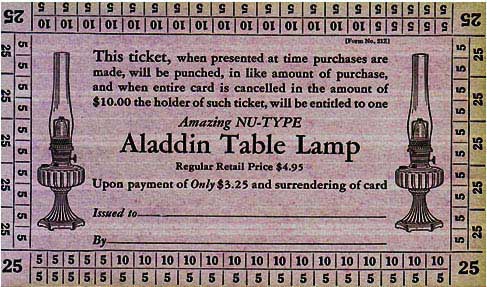 25
25
[Form No. 21E]
This ticket, when presented at time purchases are
made, will be punched, in like amount of purchase,
and when entire card is cancelled in the amount of
$10.00 the holder of such ticket, will be entitled to one
Amazing NU-TYPE
Aladdin Table Lamp
Regular Retail Price $4.95
Upon payment of Only $3.25 and surrendering of card
Issued to
By
25
25